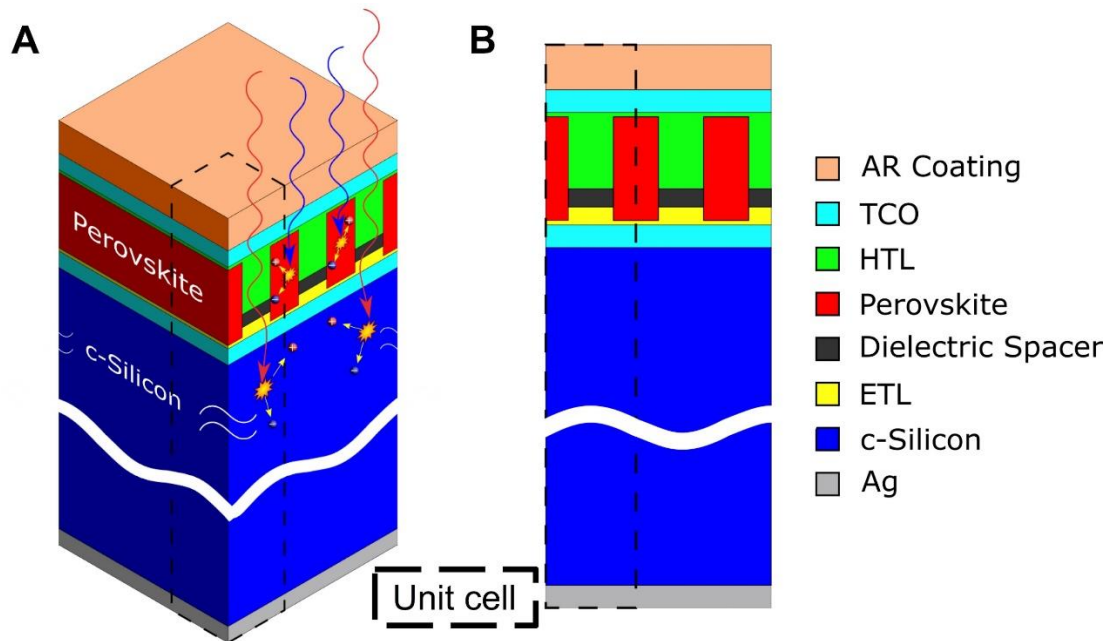 A
B
Perovskite
c-Silicon
Unit cell
AR Coating
TCO
HTL
Perovskite
Dielectric Spacer
ETL
c-Silicon
Ag